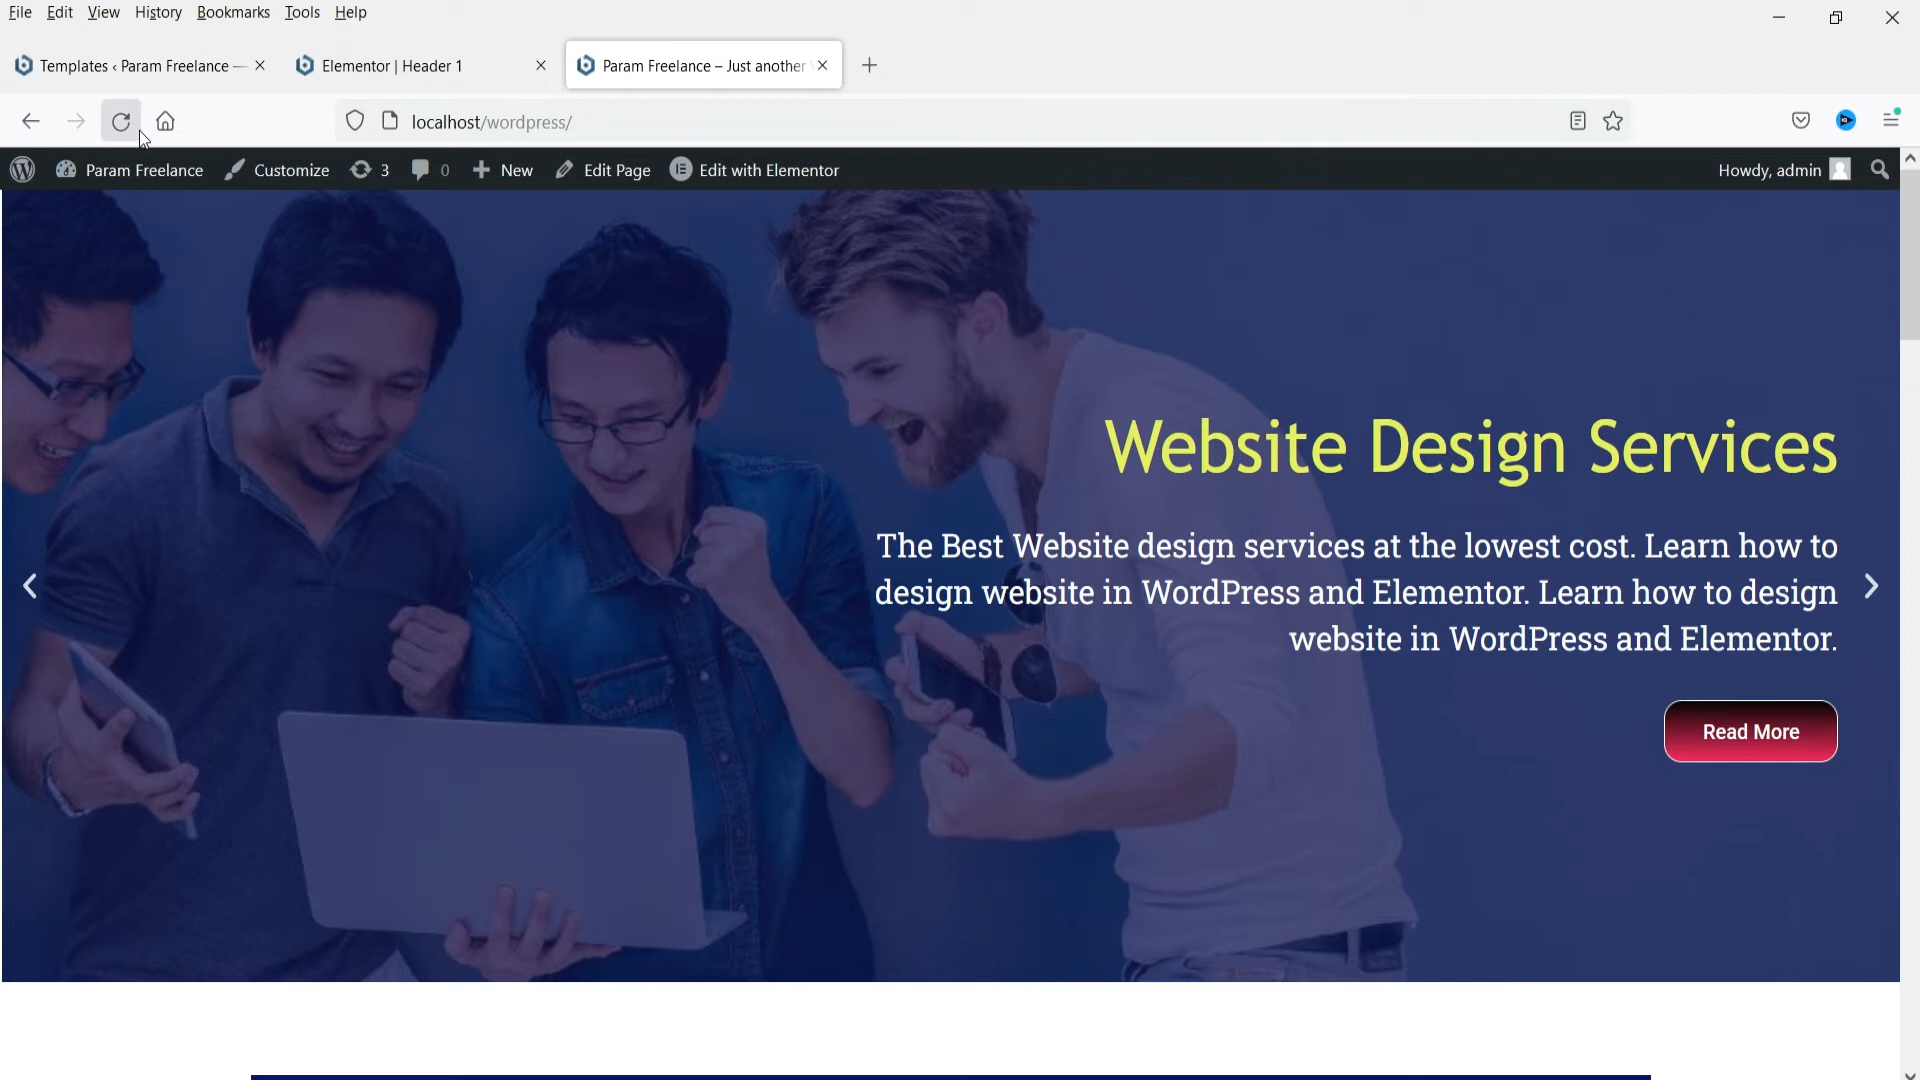 File Edit View History Bookmarks Tools Help
Templates ‹ Param Freelance —
Elementor | Header 1
Param Freelance – Just another
localhost/wordpress/
Param Freelance Customize 3 0 New Edit Page Edit with Elementor Howdy, admin
Website Design Services
The Best Website design services at the lowest cost. Learn how to
design website in WordPress and Elementor. Learn how to design
website in WordPress and Elementor.
Read More